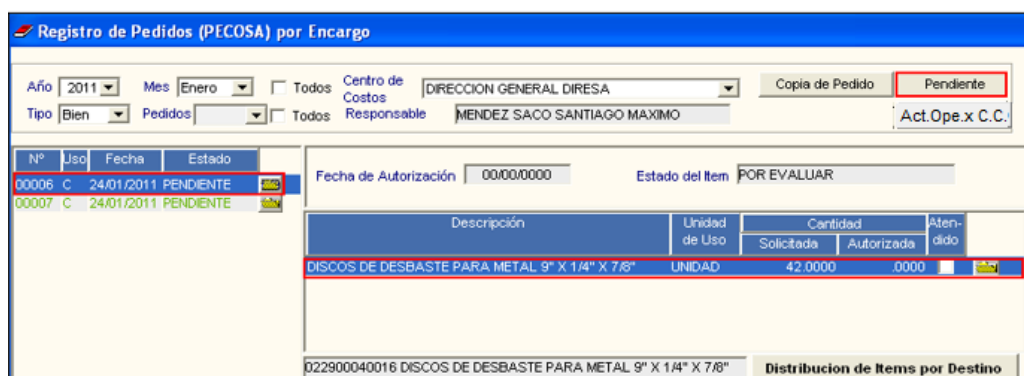 Registro de Pedidos (PECOSA) por Encargo
Año 2011 Mes Enero Todos Centro de Costos DIRECCION GENERAL DIRESA Copia de Pedido Pendiente
Tipo Bien Pedidos Todos Responsable MENDEZ SACO SANTIAGO MAXIMO Act.Ope.x C.C.
Nº Uso Fecha Estado
00006 C 24/01/2011 PENDIENTE
00007 C 24/01/2011 PENDIENTE
Fecha de Autorización 00/00/0000 Estado del Item POR EVALUAR
Descripción Unidad de Uso Cantidad Solicitada Autorizada Aten-dido
DISCOS DE DESBASTE PARA METAL 9" X 1/4" X 7/8" UNIDAD 42.0000 .0000
022900040016 DISCOS DE DESBASTE PARA METAL 9" X 1/4" X 7/8" Distribucion de Items por Destino